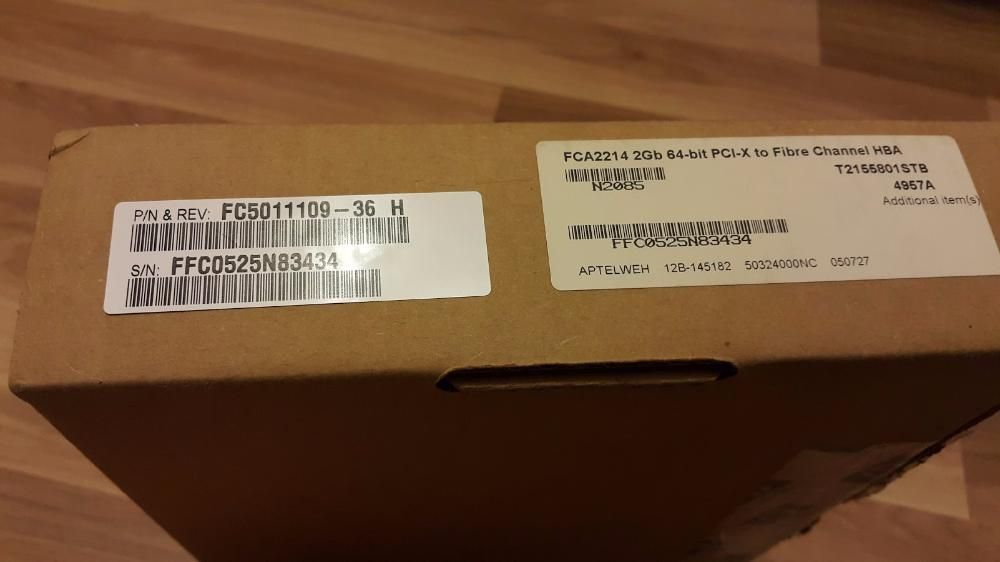 P/N & REV: FC5011109-36 H
S/N: FFC0525N83434
FCA2214 2Gb 64-bit PCI-X to Fibre Channel HBA
N2085
T2155801STB
4957A
Additional item(s)
FFC0525N83434
APTELWEH 12B-145182 50324000NC 050727